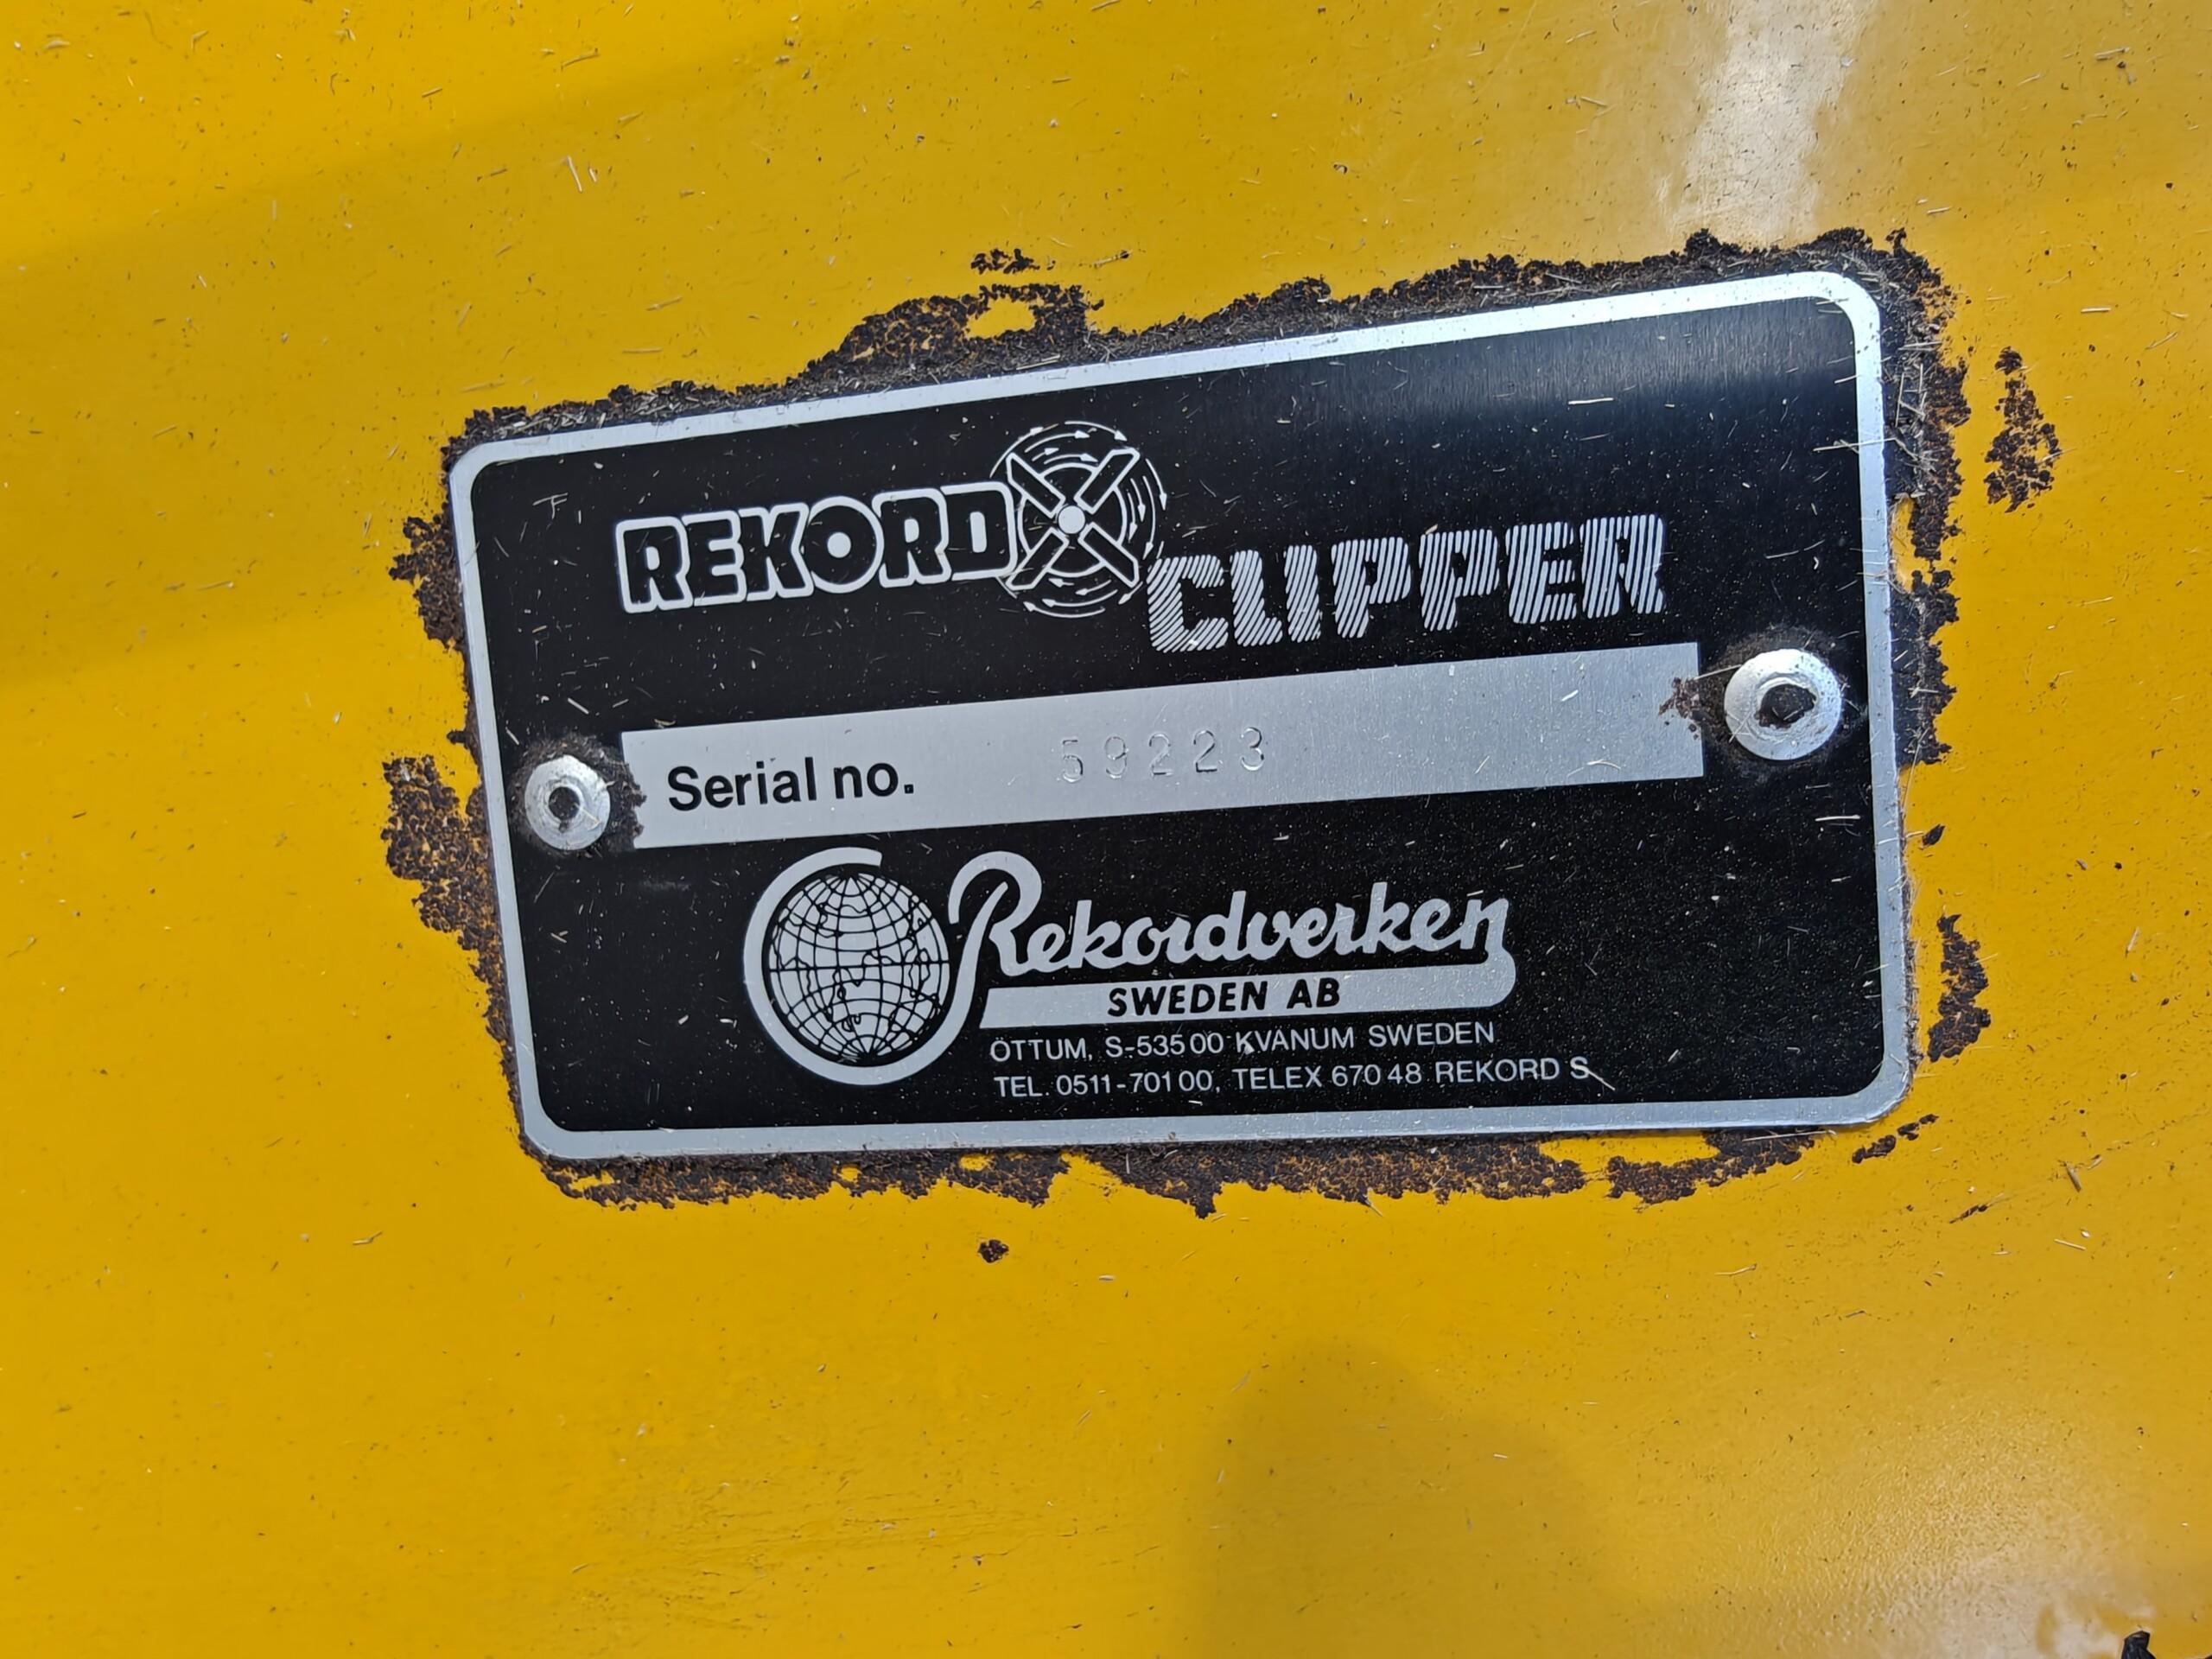 REKORD CLIPPER
Serial no. 59223
Rekordverken
SWEDEN AB
ÖTTUM, S-535 00 KVÄNUM SWEDEN
TEL. 0511-701 00, TELEX 670 48 REKORD S